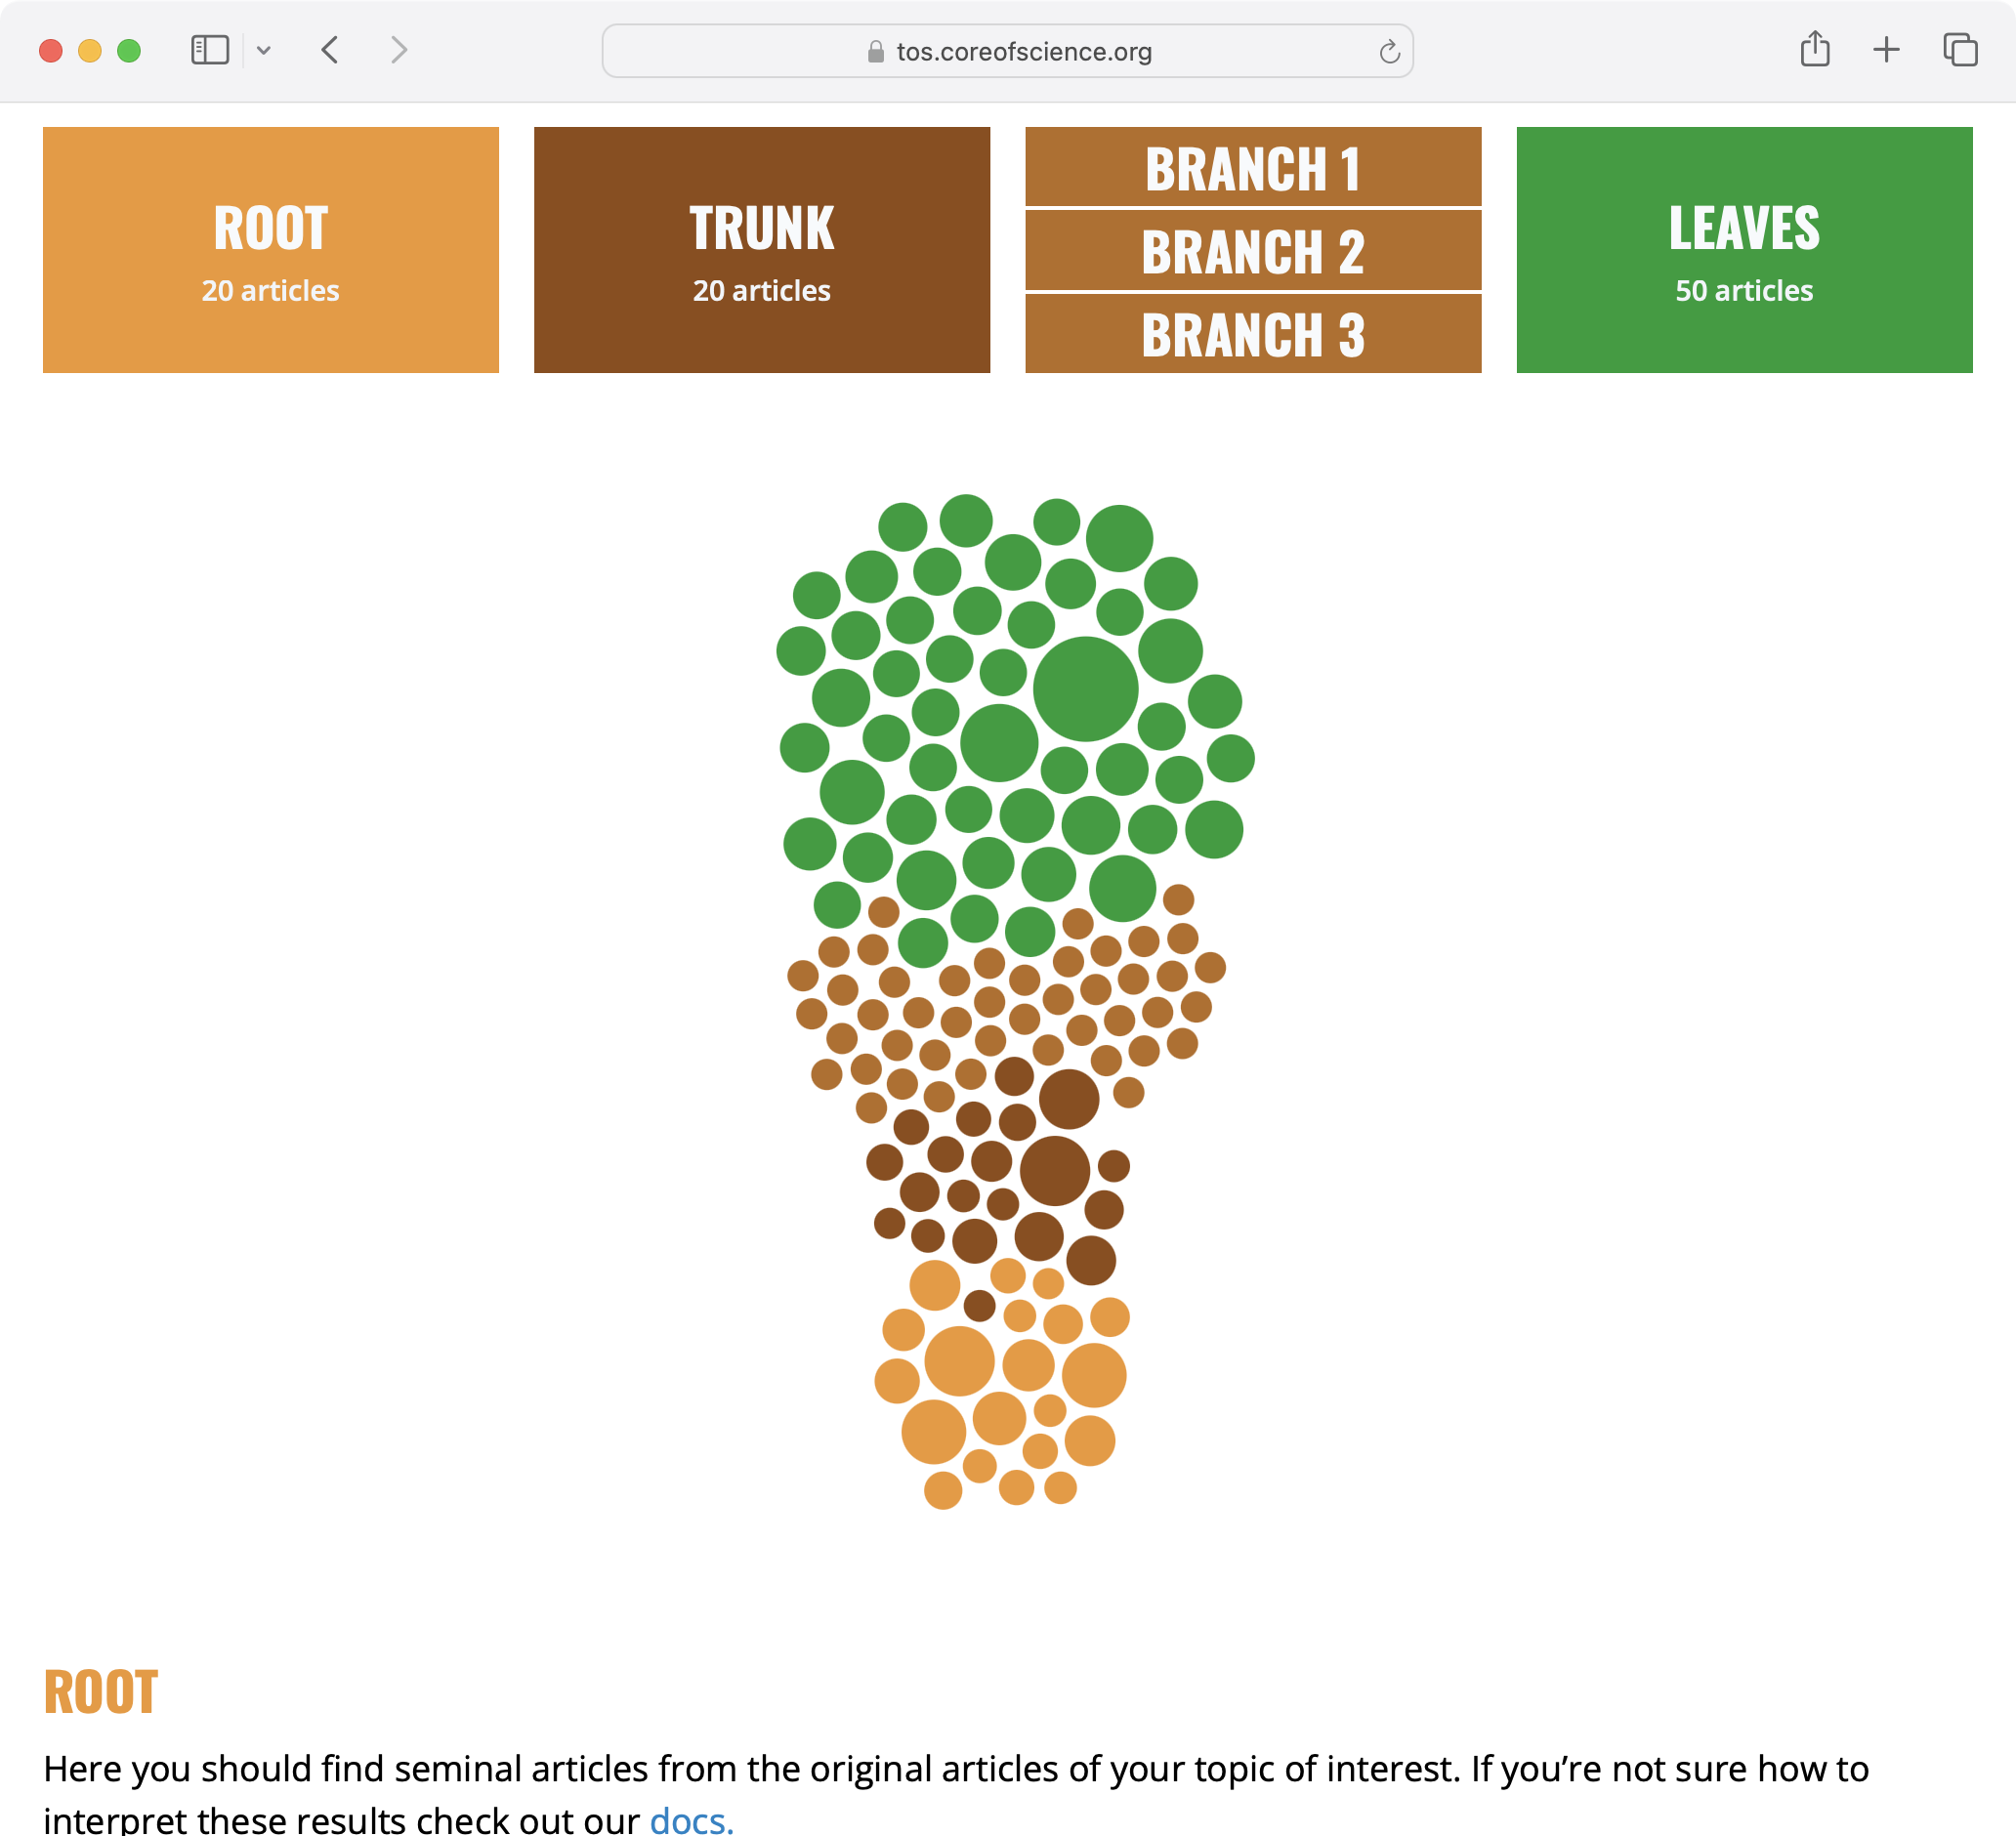 tos.coreofscience.org
ROOT
20 articles
TRUNK
20 articles
BRANCH 1
BRANCH 2
BRANCH 3
LEAVES
50 articles
ROOT
Here you should find seminal articles from the original articles of your topic of interest. If you’re not sure how to
interpret these results check out our docs.